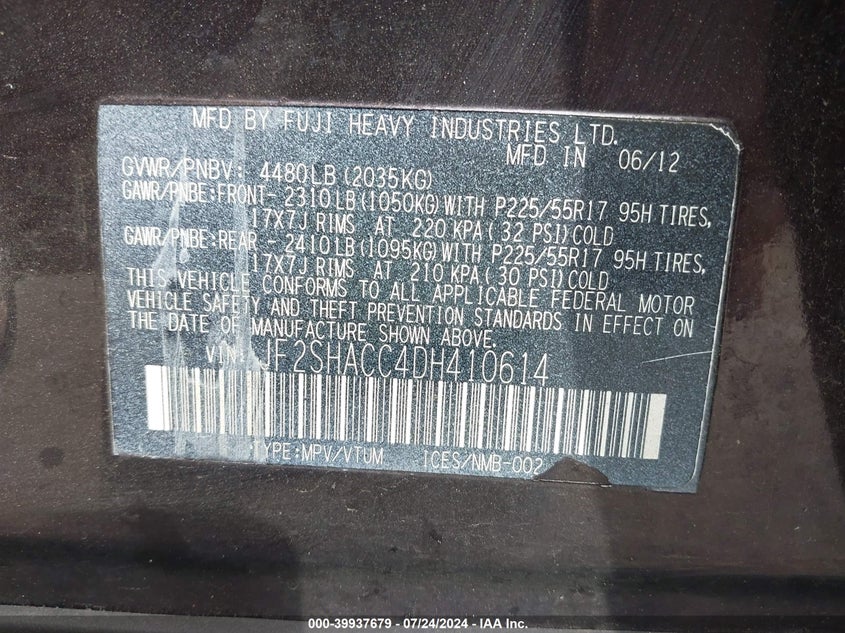 MFD BY FUJI HEAVY INDUSTRIES LTD.
MFD IN 06/12
GVWR/PNBV: 4480LB(2035KG)
GAWR/PNBE:FRONT- 2310LB(1050KG)WITH P225/55R17 95H TIRES,
17X7J RIMS AT 220 KPA( 32 PSI)COLD
GAWR/PNBE:REAR - 2410LB(1095KG)WITH P225/55R17 95H TIRES,
17X7J RIMS AT 210 KPA( 30 PSI)COLD
THIS VEHICLE CONFORMS TO ALL APPLICABLE FEDERAL MOTOR
VEHICLE SAFETY AND THEFT PREVENTION STANDARDS IN EFFECT ON
THE DATE OF MANUFACTURE SHOWN ABOVE.
VIN: JF2SHACC4DH410614
TYPE:MPV/VTUM ICES/NMB-002
000-39937679 / 07/24/2024 - IAA Inc.